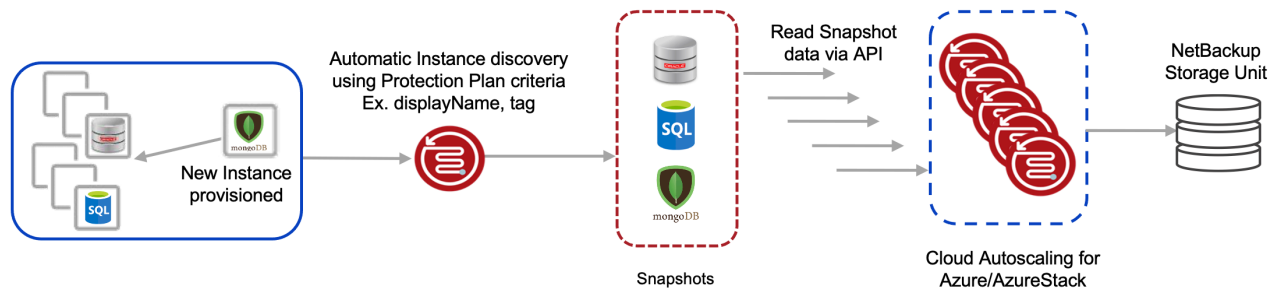 mongoDB
New Instance
provisioned
SQL
Automatic Instance discovery
using Protection Plan criteria
Ex. displayName, tag
ORACLE
SQL
mongoDB
Snapshots
Read Snapshot
data via API
Cloud Autoscaling for
Azure/AzureStack
NetBackup
Storage Unit